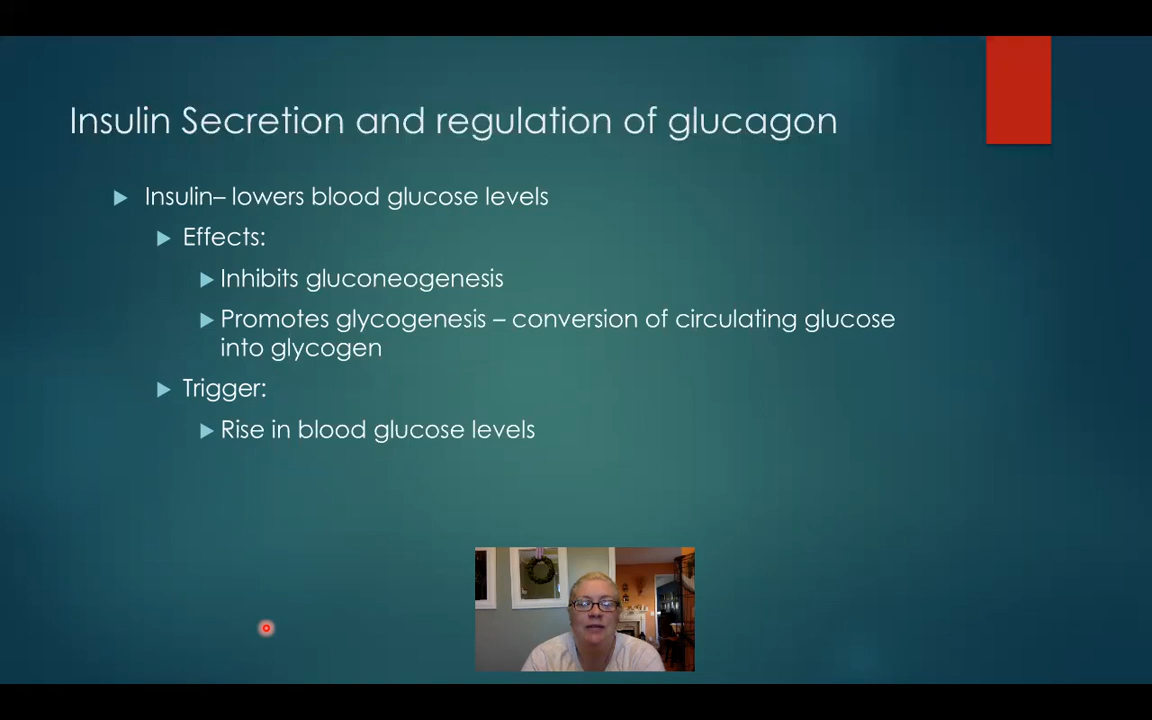 Insulin Secretion and regulation of glucagon
Insulin– lowers blood glucose levels
Effects:
Inhibits gluconeogenesis
Promotes glycogenesis – conversion of circulating glucose
into glycogen
Trigger:
Rise in blood glucose levels